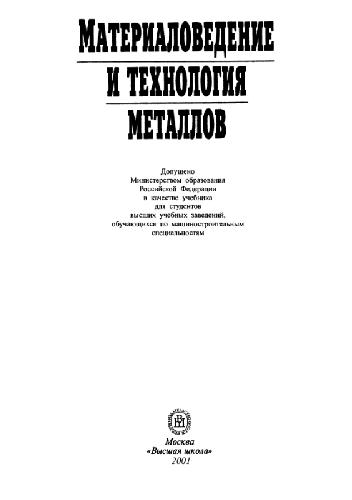 Материаловедение
и технология
металлов
Допущено
Министерством образования
Российской Федерации
в качестве учебника
для студентов
высших учебных заведений,
обучающихся по машиностроительным
специальностям
Москва
«Высшая школа»
2001